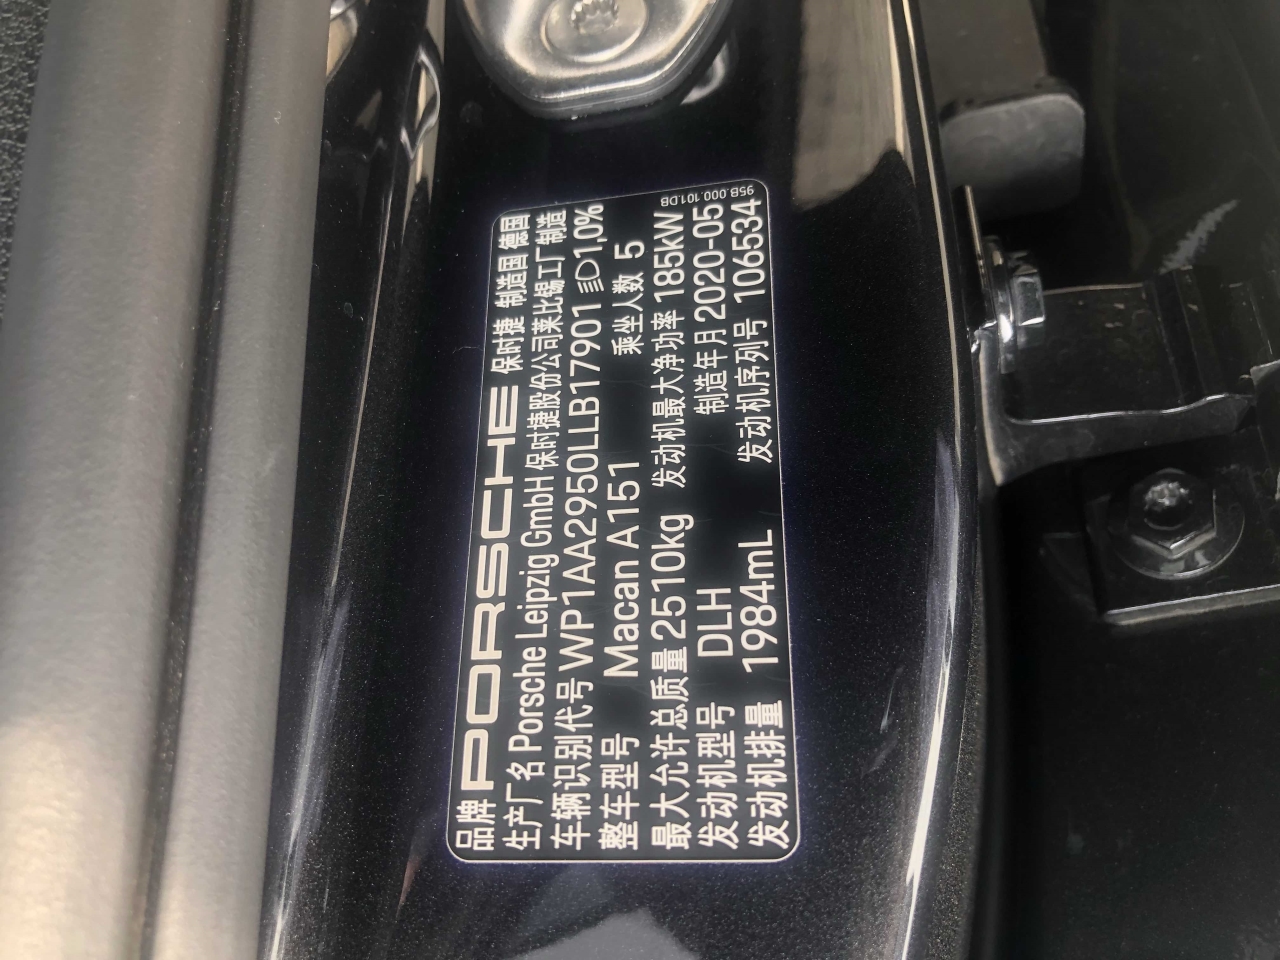 品牌 PORSCHE 保时捷 制造国 德国
生产厂名 Porsche Leipzig GmbH 保时捷股份公司莱比锡工厂制造
车辆识别代号 WP1AA2950LLB17901 1,0%
整车型号 Macan A151 乘坐人数 5
最大允许总质量 2510kg 发动机最大净功率 185kW
发动机型号 DLH 制造年月 2020-05
发动机排量 1984mL 发动机序列号 106534
95B.000.101.DB